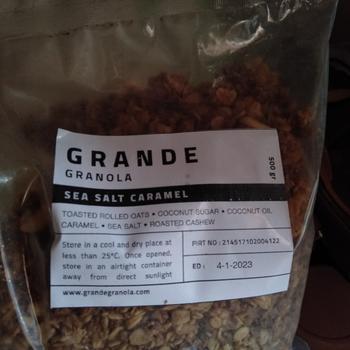 GRANDE
GRANOLA
500 gr
SEA SALT CARAMEL
TOASTED ROLLED OATS • COCONUT SUGAR • COCONUT OIL
CARAMEL • SEA SALT • ROASTED CASHEW
Store in a cool and dry place at
less than 25°C. Once opened,
store in an airtight container
away from direct sunlight
PIRT NO : 214517102004122
ED : 4-1-2023
www.grandegranola.com